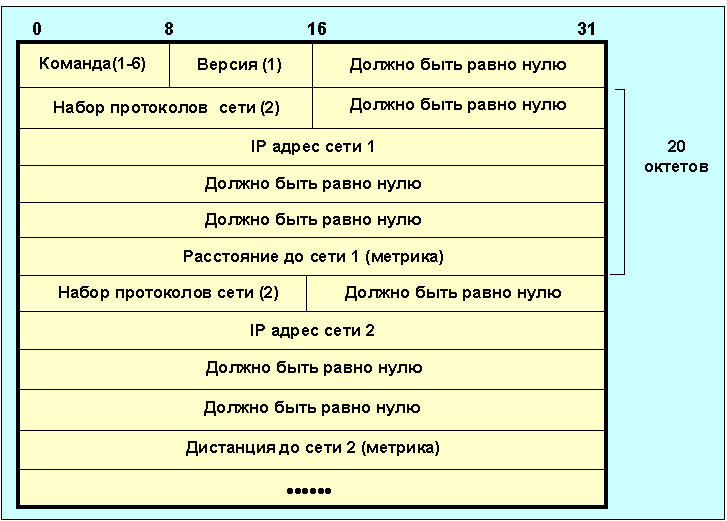 0 8 16 31
Команда(1-6) Версия (1) Должно быть равно нулю
Набор протоколов сети (2) Должно быть равно нулю
IP адрес сети 1
Должно быть равно нулю
Должно быть равно нулю
Расстояние до сети 1 (метрика)
20
октетов
Набор протоколов сети (2) Должно быть равно нулю
IP адрес сети 2
Должно быть равно нулю
Должно быть равно нулю
Дистанция до сети 2 (метрика)
••••••